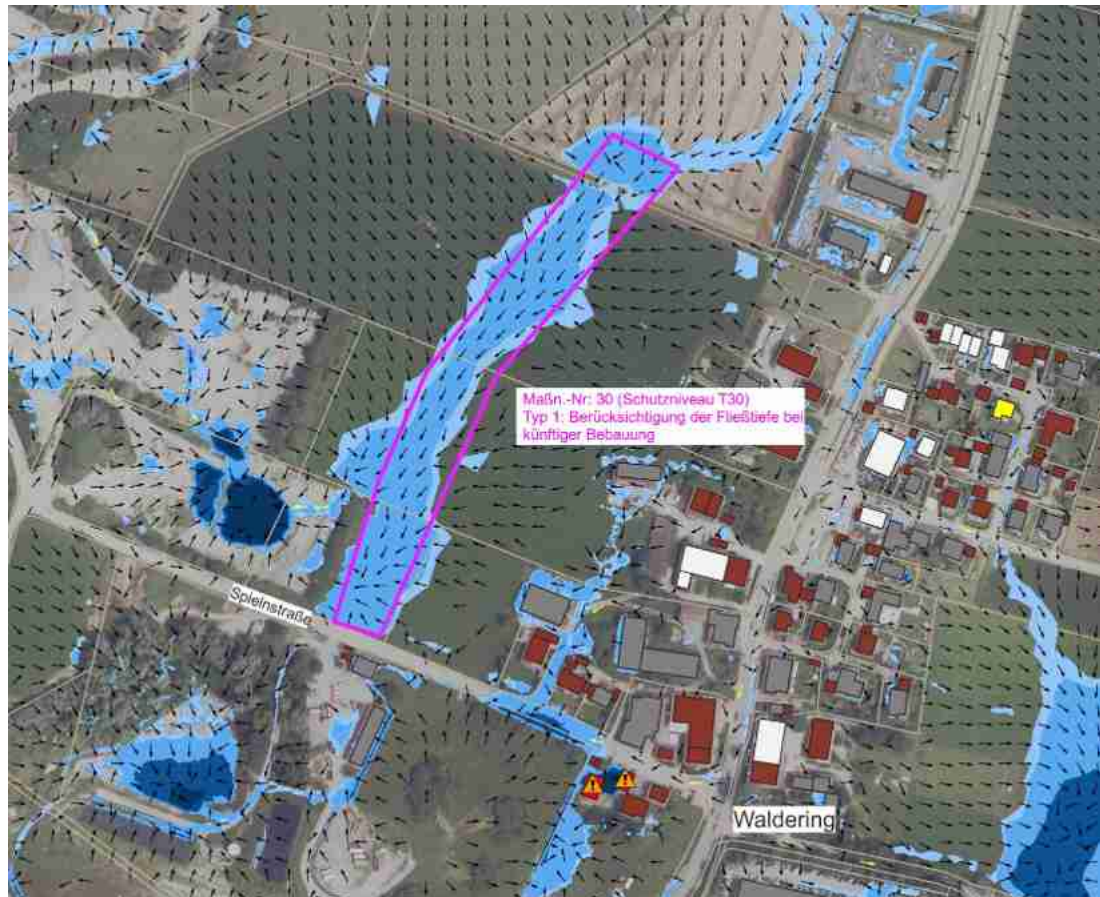 Maßn.-Nr: 30 (Schutzniveau T30)
Typ 1: Berücksichtigung der Fließtiefe bei
künftiger Bebauung
Spleinstraße
Waldering